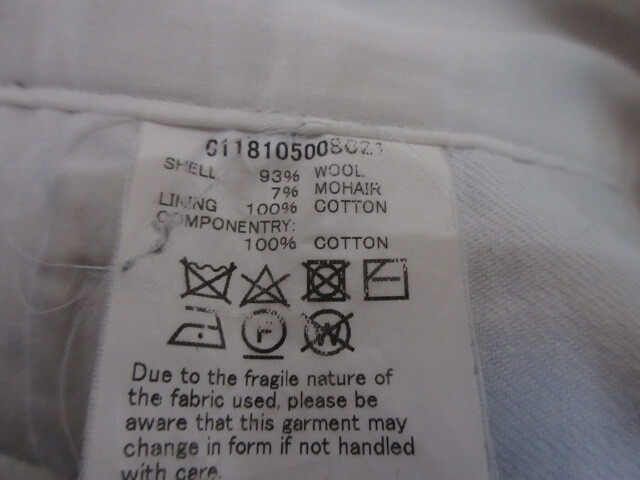 SHELL 93% WOOL
7% MOHAIR
LINING 100% COTTON
COMPONENTRY:
100% COTTON
F
W
Due to the fragile nature of
the fabric used, please be
aware that this garment may
change in form if not handled
with care.